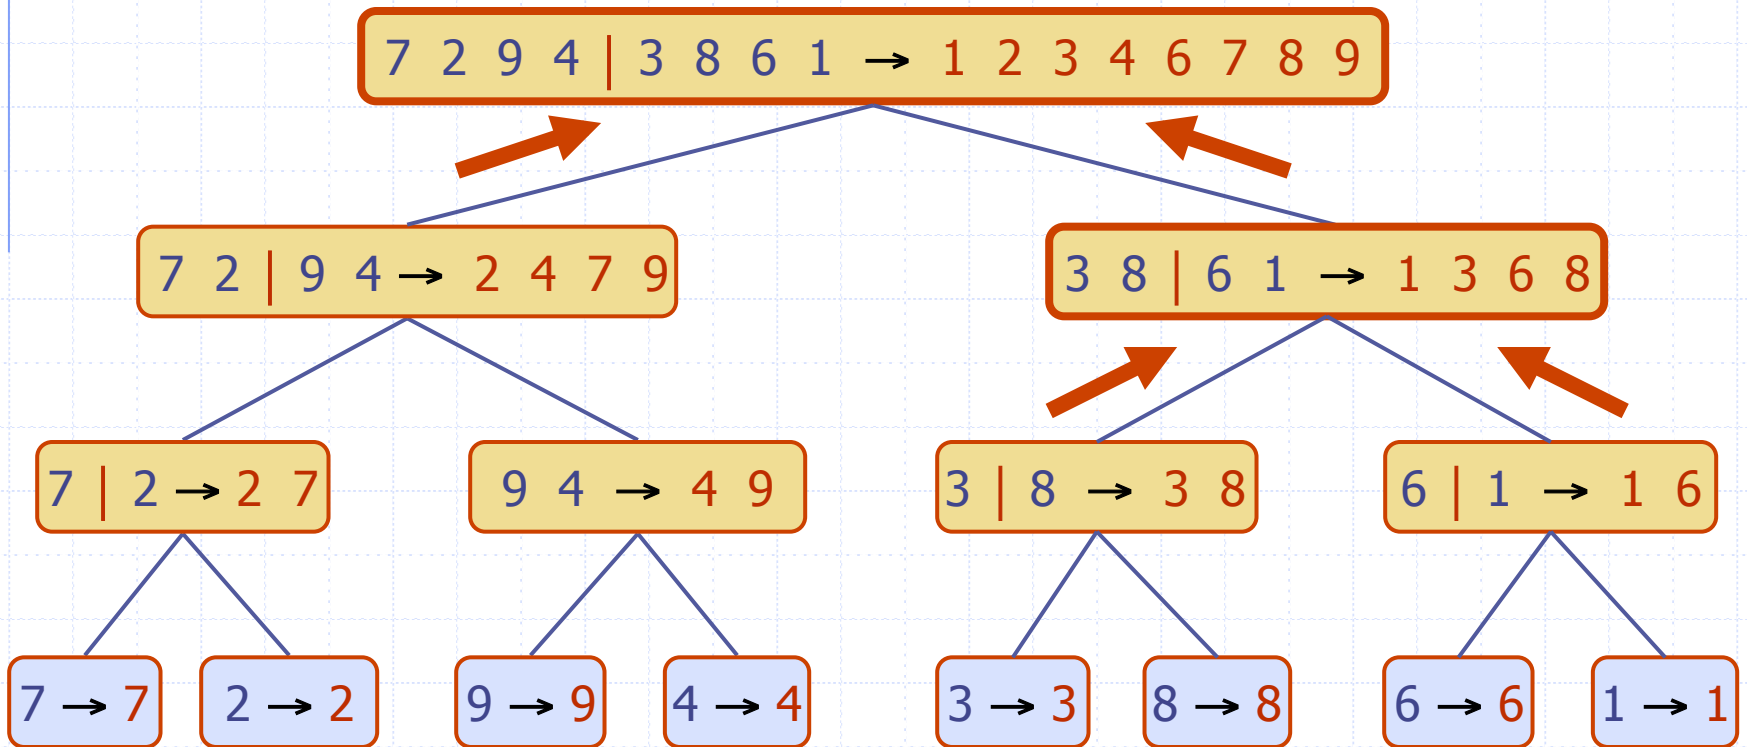 7 2 9 4 | 3 8 6 1 → 1 2 3 4 6 7 8 9
7 2 | 9 4 → 2 4 7 9
3 8 | 6 1 → 1 3 6 8
7 | 2 → 2 7
9 4 → 4 9
3 | 8 → 3 8
6 | 1 → 1 6
7 → 7
2 → 2
9 → 9
4 → 4
3 → 3
8 → 8
6 → 6
1 → 1